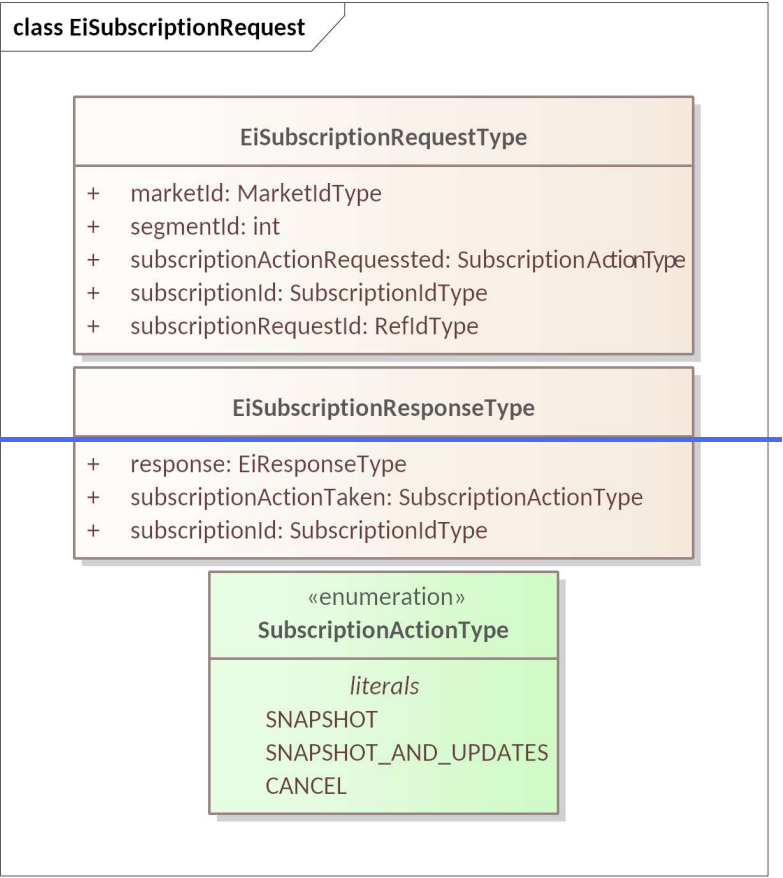 class EiSubscriptionRequest
EiSubscriptionRequestType
+ marketId: MarketIdType
+ segmentId: int
+ subscriptionActionRequessted: SubscriptionActionType
+ subscriptionId: SubscriptionIdType
+ subscriptionRequestId: RefIdType
EiSubscriptionResponseType
+ response: EiResponseType
+ subscriptionActionTaken: SubscriptionActionType
+ subscriptionId: SubscriptionIdType
«enumeration»
SubscriptionActionType
literals
SNAPSHOT
SNAPSHOT_AND_UPDATES
CANCEL